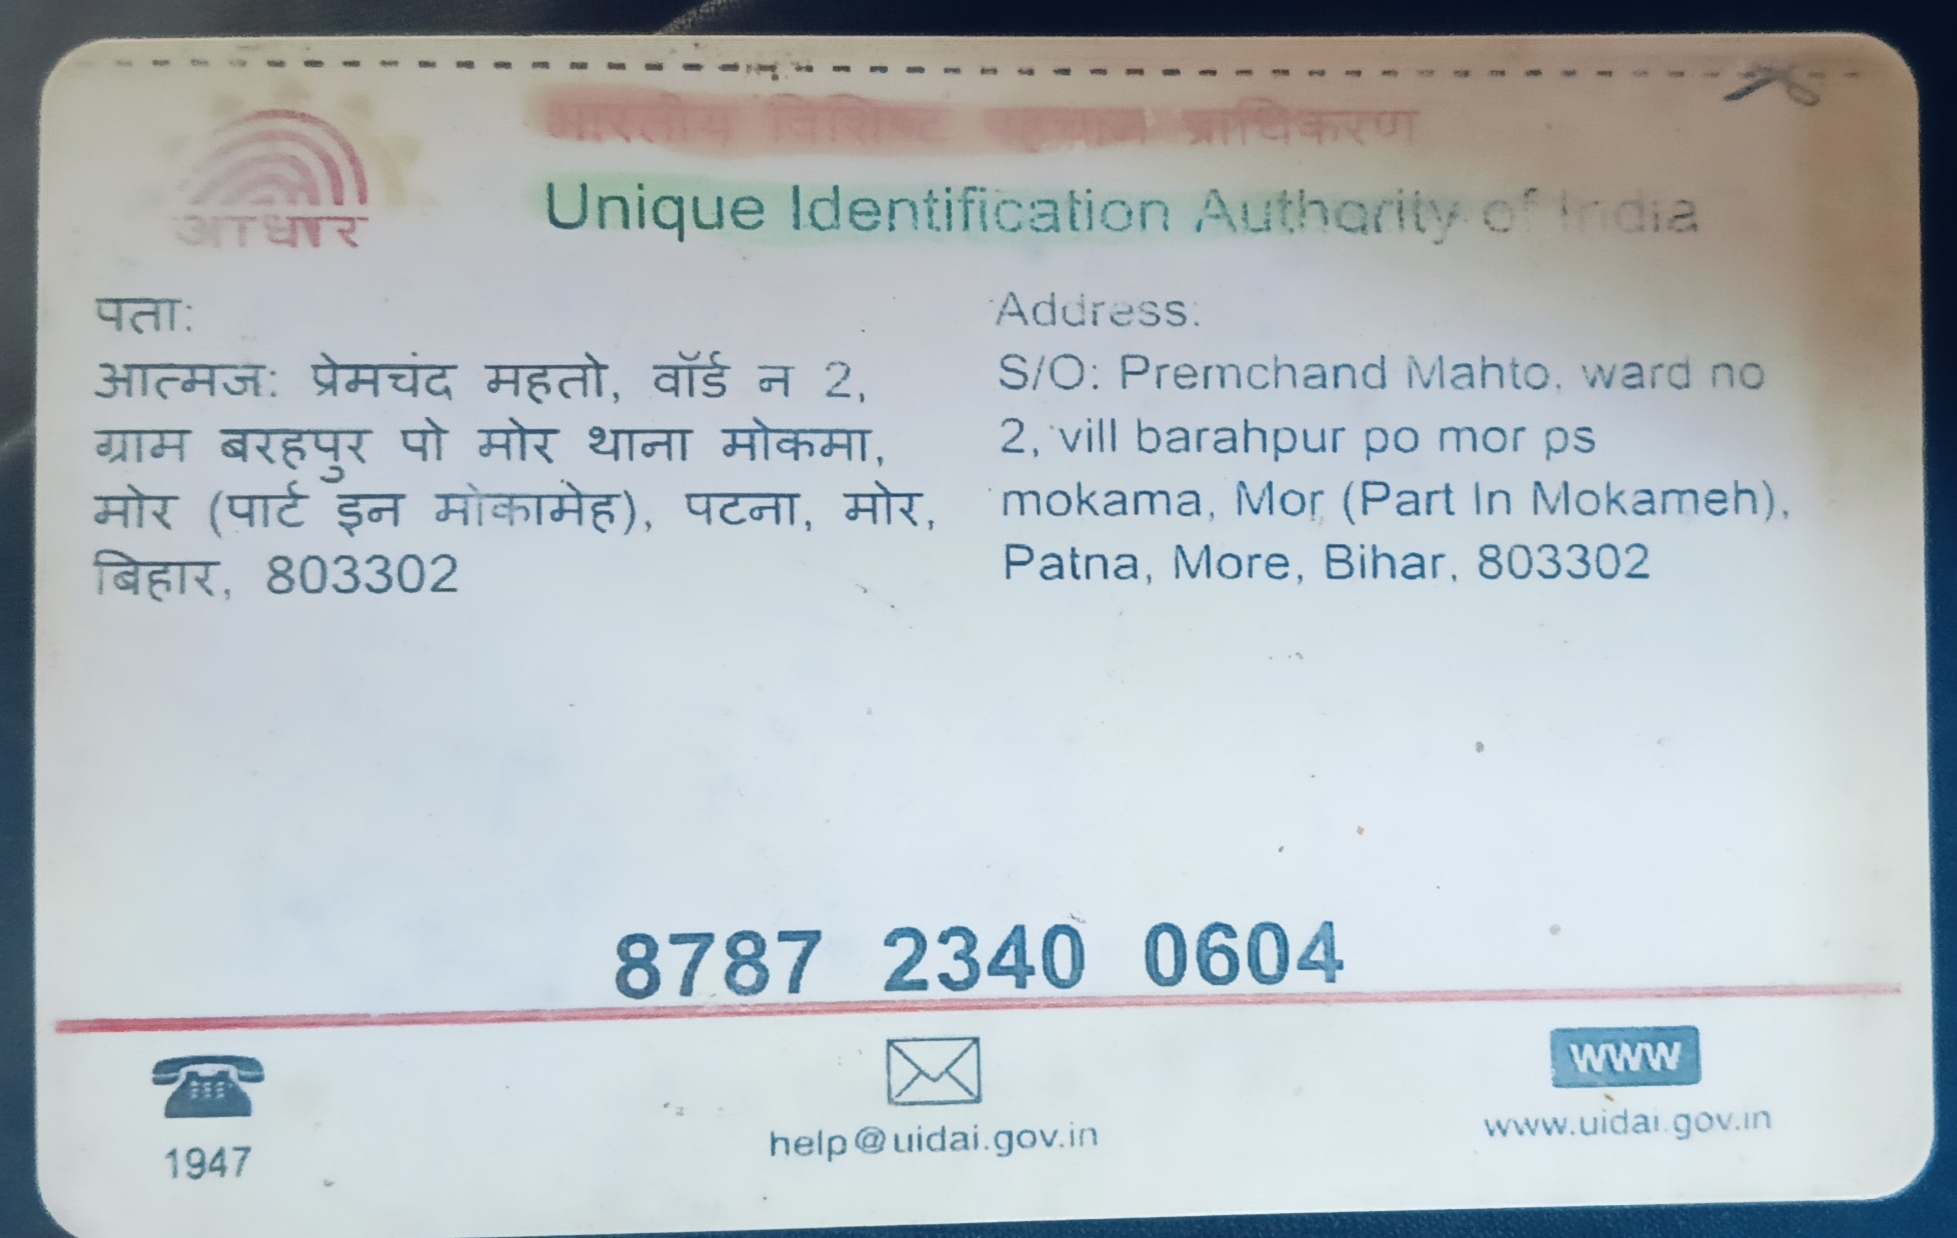 भारतीय विशिष्ट पहचान प्राधिकरण
आधार
Unique Identification Authority of India
पता:
आत्मज: प्रेमचंद महतो, वॉर्ड न 2,
ग्राम बरहपुर पो मोर थाना मोकमा,
मोर (पार्ट इन मोकामेह), पटना, मोर,
बिहार, 803302
Address:
S/O: Premchand Mahto, ward no
2, vill barahpur po mor ps
mokama, Mor (Part In Mokameh),
Patna, More, Bihar, 803302
8787 2340 0604
1947
help@uidai.gov.in
www
www.uidai.gov.in